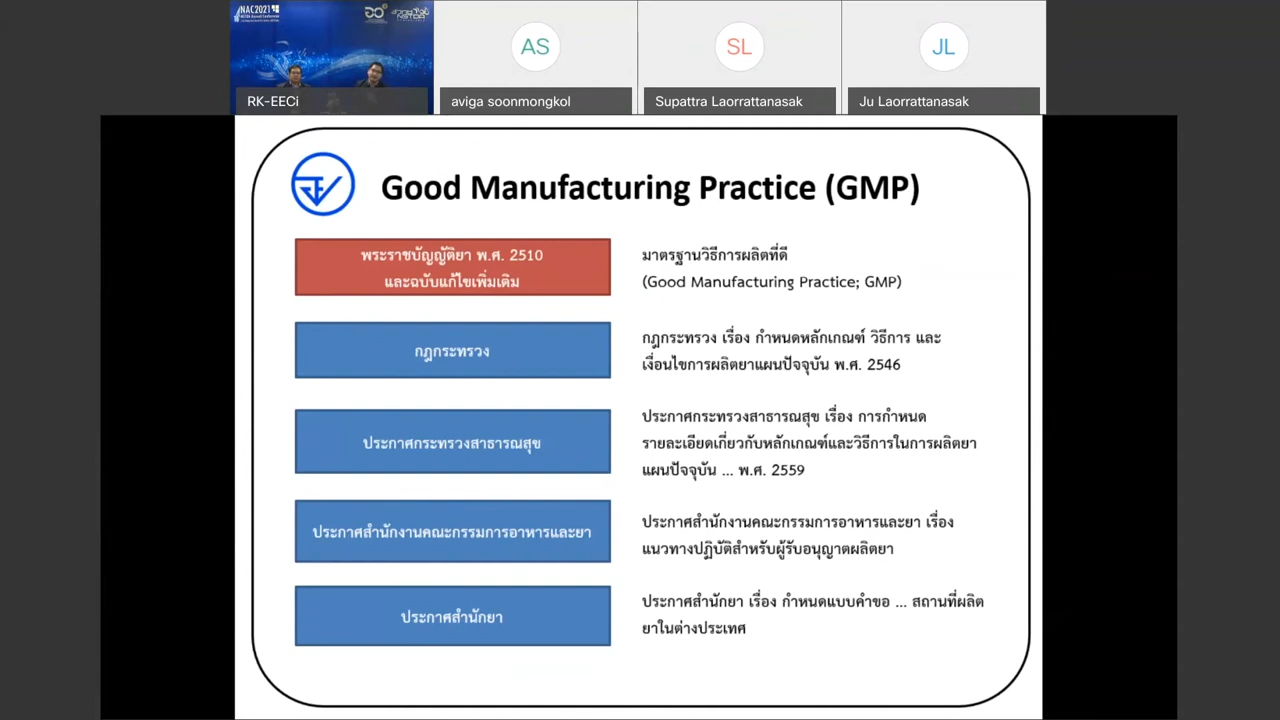 NAC2021
NSTDA
RK-EECi
AS
aviga soonmongkol
SL
Supattra Laorrattanasak
JL
Ju Laorrattanasak
Good Manufacturing Practice (GMP)
พระราชบัญญัติยา พ.ศ. 2510
และฉบับแก้ไขเพิ่มเติม
มาตรฐานวิธีการผลิตที่ดี
(Good Manufacturing Practice; GMP)
กฎกระทรวง
กฎกระทรวง เรื่อง กำหนดหลักเกณฑ์ วิธีการ และ
เงื่อนไขการผลิตยาแผนปัจจุบัน พ.ศ. 2546
ประกาศกระทรวงสาธารณสุข
ประกาศกระทรวงสาธารณสุข เรื่อง การกำหนด
รายละเอียดเกี่ยวกับหลักเกณฑ์และวิธีการในการผลิตยา
แผนปัจจุบัน ... พ.ศ. 2559
ประกาศสำนักงานคณะกรรมการอาหารและยา
ประกาศสำนักงานคณะกรรมการอาหารและยา เรื่อง
แนวทางปฏิบัติสำหรับผู้รับอนุญาตผลิตยา
ประกาศสำนักยา
ประกาศสำนักยา เรื่อง กำหนดแบบคำขอ ... สถานที่ผลิต
ยาในต่างประเทศ